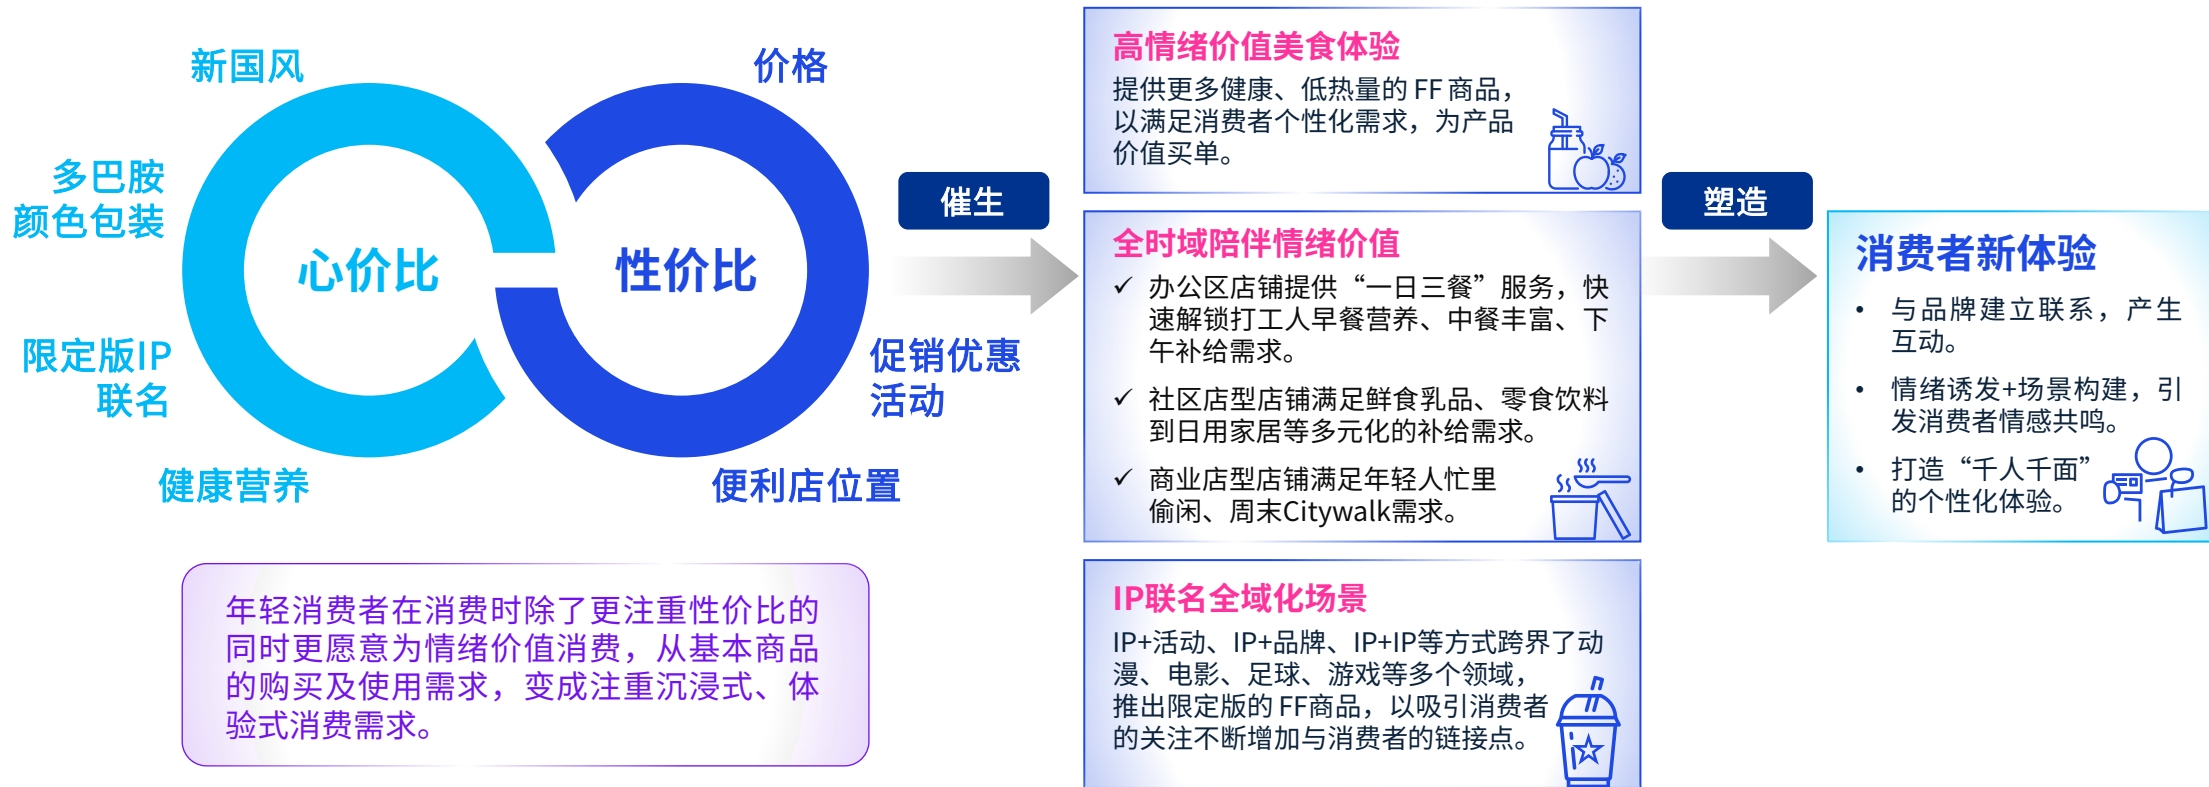 新国风
多巴胺
颜色包装
限定版IP
联名
健康营养
心价比
性价比
价格
促销优惠
活动
便利店位置
年轻消费者在消费时除了更注重性价比的
同时更愿意为情绪价值消费，从基本商品
的购买及使用需求，变成注重沉浸式、体
验式消费需求。
催生
高情绪价值美食体验
提供更多健康、低热量的 FF 商品，
以满足消费者个性化需求，为产品
价值买单。
全时域陪伴情绪价值
✓ 办公区店铺提供“一日三餐”服务，快
速解锁打工人早餐营养、中餐丰富、下
午补给需求。
✓ 社区店型店铺满足鲜食乳品、零食饮料
到日用家居等多元化的补给需求。
✓ 商业店型店铺满足年轻人忙里
偷闲、周末Citywalk需求。
IP联名全域化场景
IP+活动、IP+品牌、IP+IP等方式跨界了动
漫、电影、足球、游戏等多个领域，
推出限定版的 FF商品，以吸引消费者
的关注不断增加与消费者的链接点。
塑造
消费者新体验
• 与品牌建立联系，产生
互动。
• 情绪诱发+场景构建，引
发消费者情感共鸣。
• 打造“千人千面”
的个性化体验。